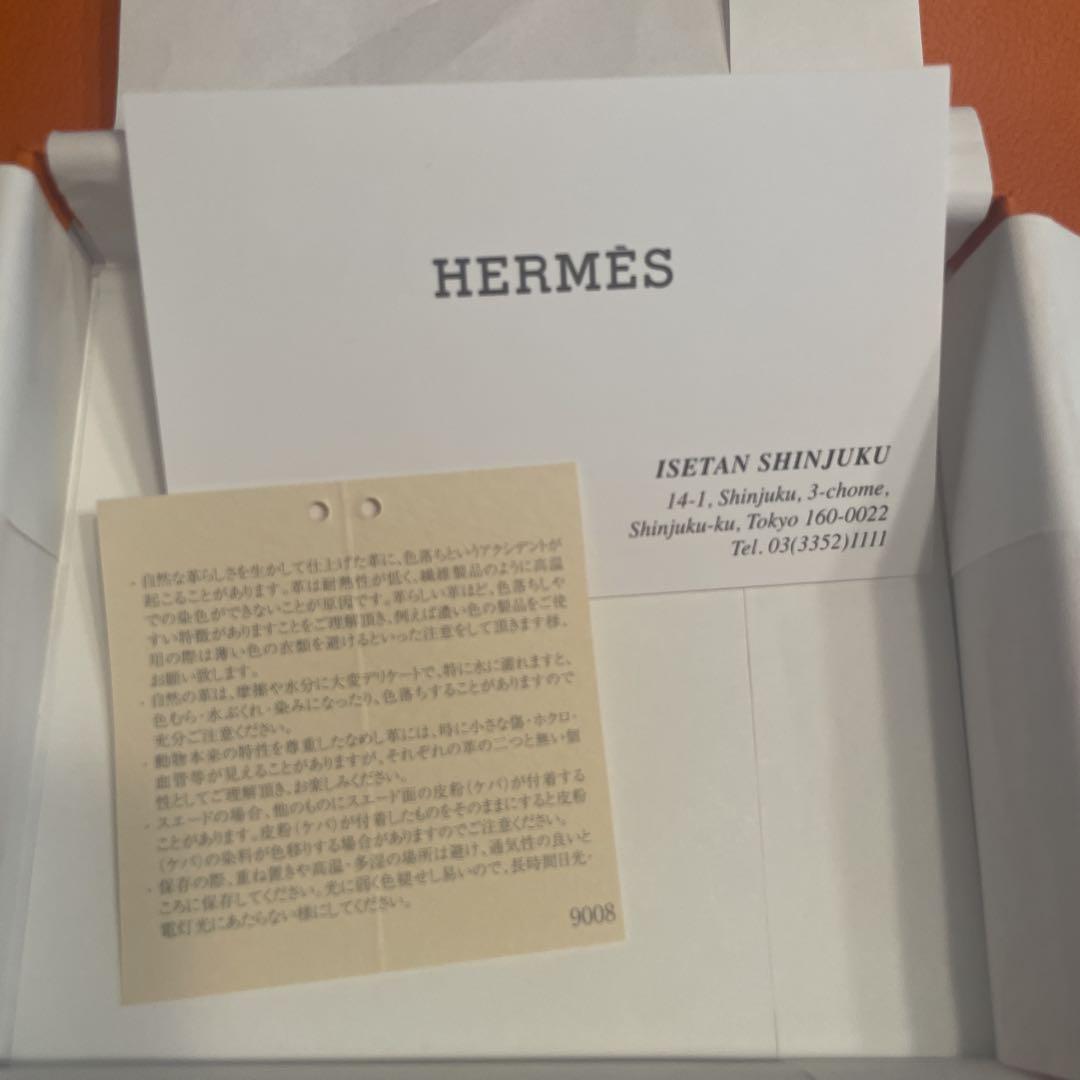 HERMÈS
ISETAN SHINJUKU
14-1, Shinjuku, 3-chome,
Shinjuku-ku, Tokyo 160-0022
Tel. 03(3352)1111
・自然な革らしさを生かして仕上げた革に、色落ちというアクシデントが
起こることがあります。革は耐熱性が低く、繊維製品のように高温
での染色ができないことが原因です。革らしい革ほど、色落ちしや
すい特徴がありますことをご理解頂き、例えば濃い色の製品をご使
用の際は薄い色の衣類を避けるといった注意をして頂きます様、
お願い致します。
・自然の革は、摩擦や水分に大変デリケートで、特に水に濡れますと、
色むら・水ぶくれ・染みになったり、色落ちすることがありますので
充分ご注意ください。
・動物本来の特性を尊重したなめし革には、時に小さな傷・ホクロ・
血管等が見えることがありますが、それぞれの革の二つと無い個
性としてご理解頂き、お楽しみください。
・スエードの場合、他のものにスエード面の皮粉(ケバ)が付着する
ことがあります。皮粉(ケバ)が付着したものをそのままにすると皮粉
(ケバ)の染料が色移りする場合がありますのでご注意ください。
・保存の際、重ね置きや高温・多湿の場所は避け、通気性の良いと
ころに保存してください。光に弱く色褪せし易いので、長時間日光・
電灯光にあたらない様にしてください。
9008